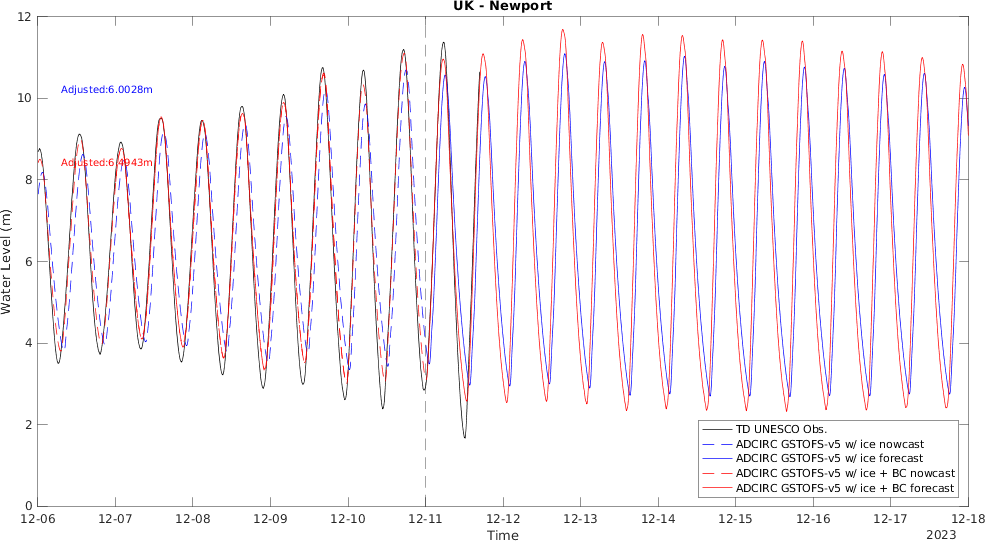 UK - Newport
12
10
8
6
4
2
0
Water Level (m)
Adjusted:6.0028m
Adjusted:6.4943m
TD UNESCO Obs.
ADCIRC GSTOFS-v5 w/ ice nowcast
ADCIRC GSTOFS-v5 w/ ice forecast
ADCIRC GSTOFS-v5 w/ ice + BC nowcast
ADCIRC GSTOFS-v5 w/ ice + BC forecast
12-06 12-07 12-08 12-09 12-10 12-11 12-12 12-13 12-14 12-15 12-16 12-17 12-18
Time
2023